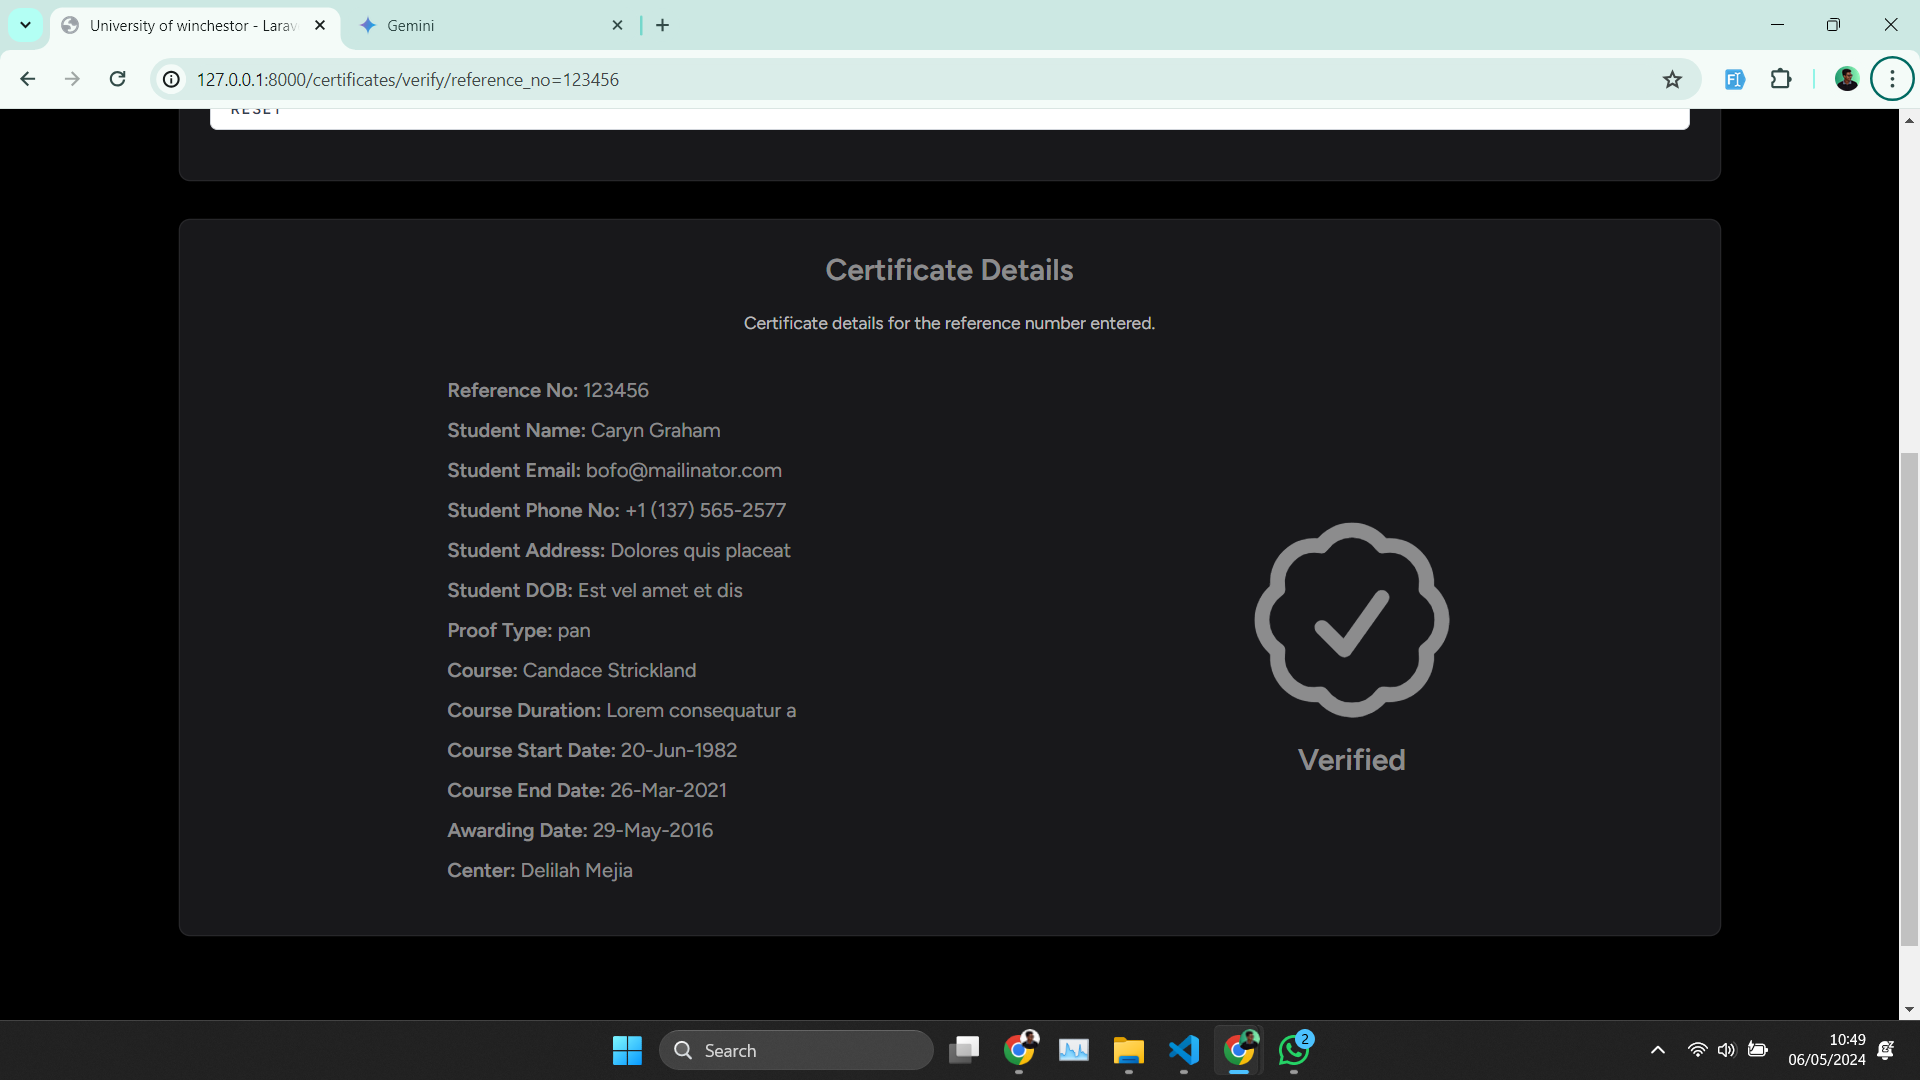 University of winchestor - Larav
Gemini
127.0.0.1:8000/certificates/verify/reference_no=123456
RESET
Certificate Details
Certificate details for the reference number entered.
Reference No: 123456
Student Name: Caryn Graham
Student Email: bofo@mailinator.com
Student Phone No: +1 (137) 565-2577
Student Address: Dolores quis placeat
Student DOB: Est vel amet et dis
Proof Type: pan
Course: Candace Strickland
Course Duration: Lorem consequatur a
Course Start Date: 20-Jun-1982
Course End Date: 26-Mar-2021
Awarding Date: 29-May-2016
Center: Delilah Mejia
Verified
Search
2
10:49
06/05/2024